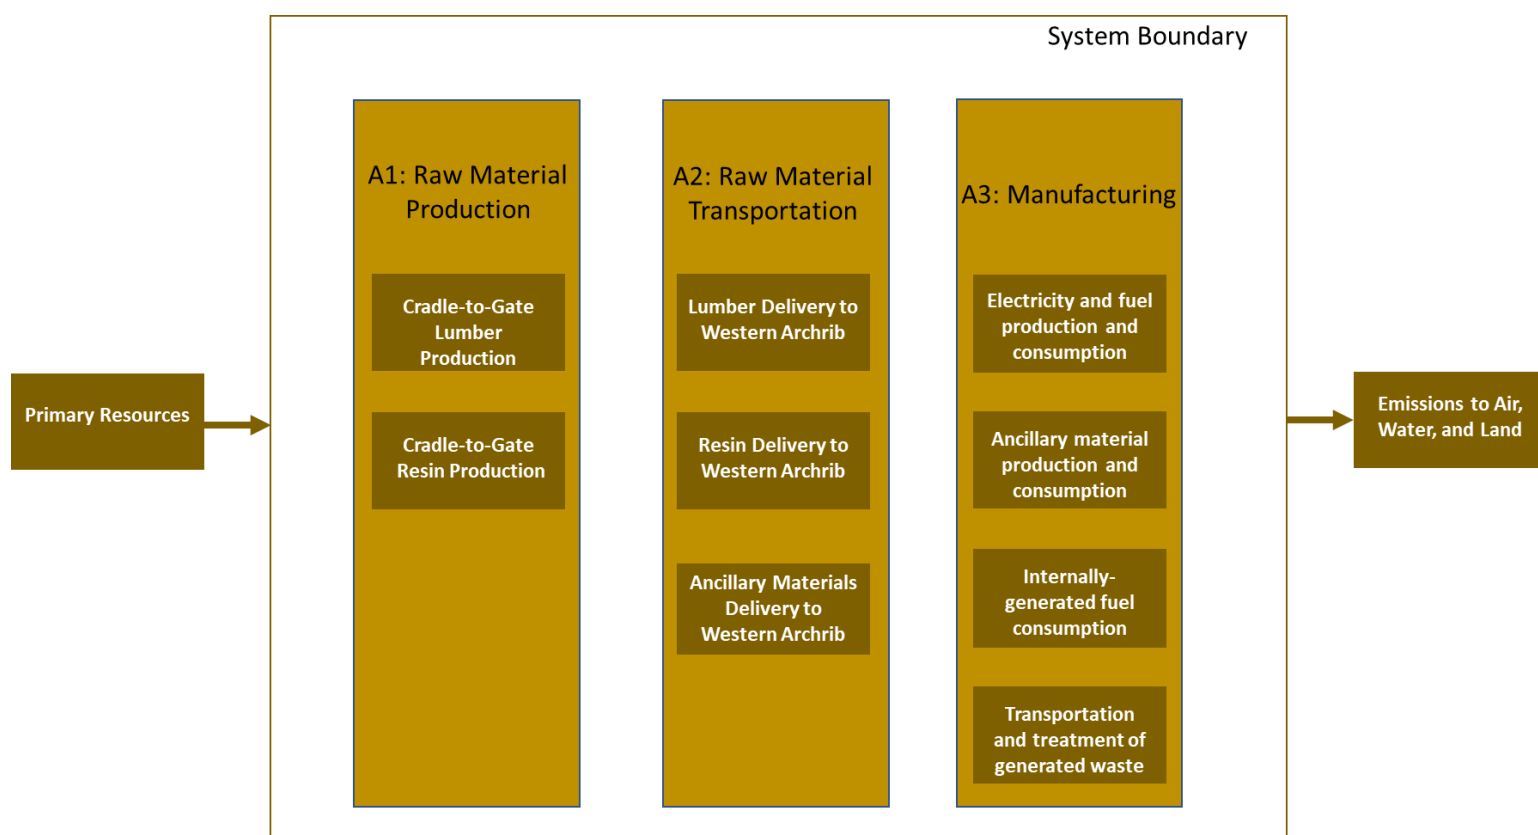 System Boundary
A1: Raw Material
Production
Cradle-to-Gate
Lumber
Production
Cradle-to-Gate
Resin Production
A2: Raw Material
Transportation
Lumber Delivery to
Western Archrib
Resin Delivery to
Western Archrib
Ancillary Materials
Delivery to
Western Archrib
A3: Manufacturing
Electricity and fuel
production and
consumption
Ancillary material
production and
consumption
Internally-
generated fuel
consumption
Transportation
and treatment of
generated waste
Primary Resources
Emissions to Air,
Water, and Land